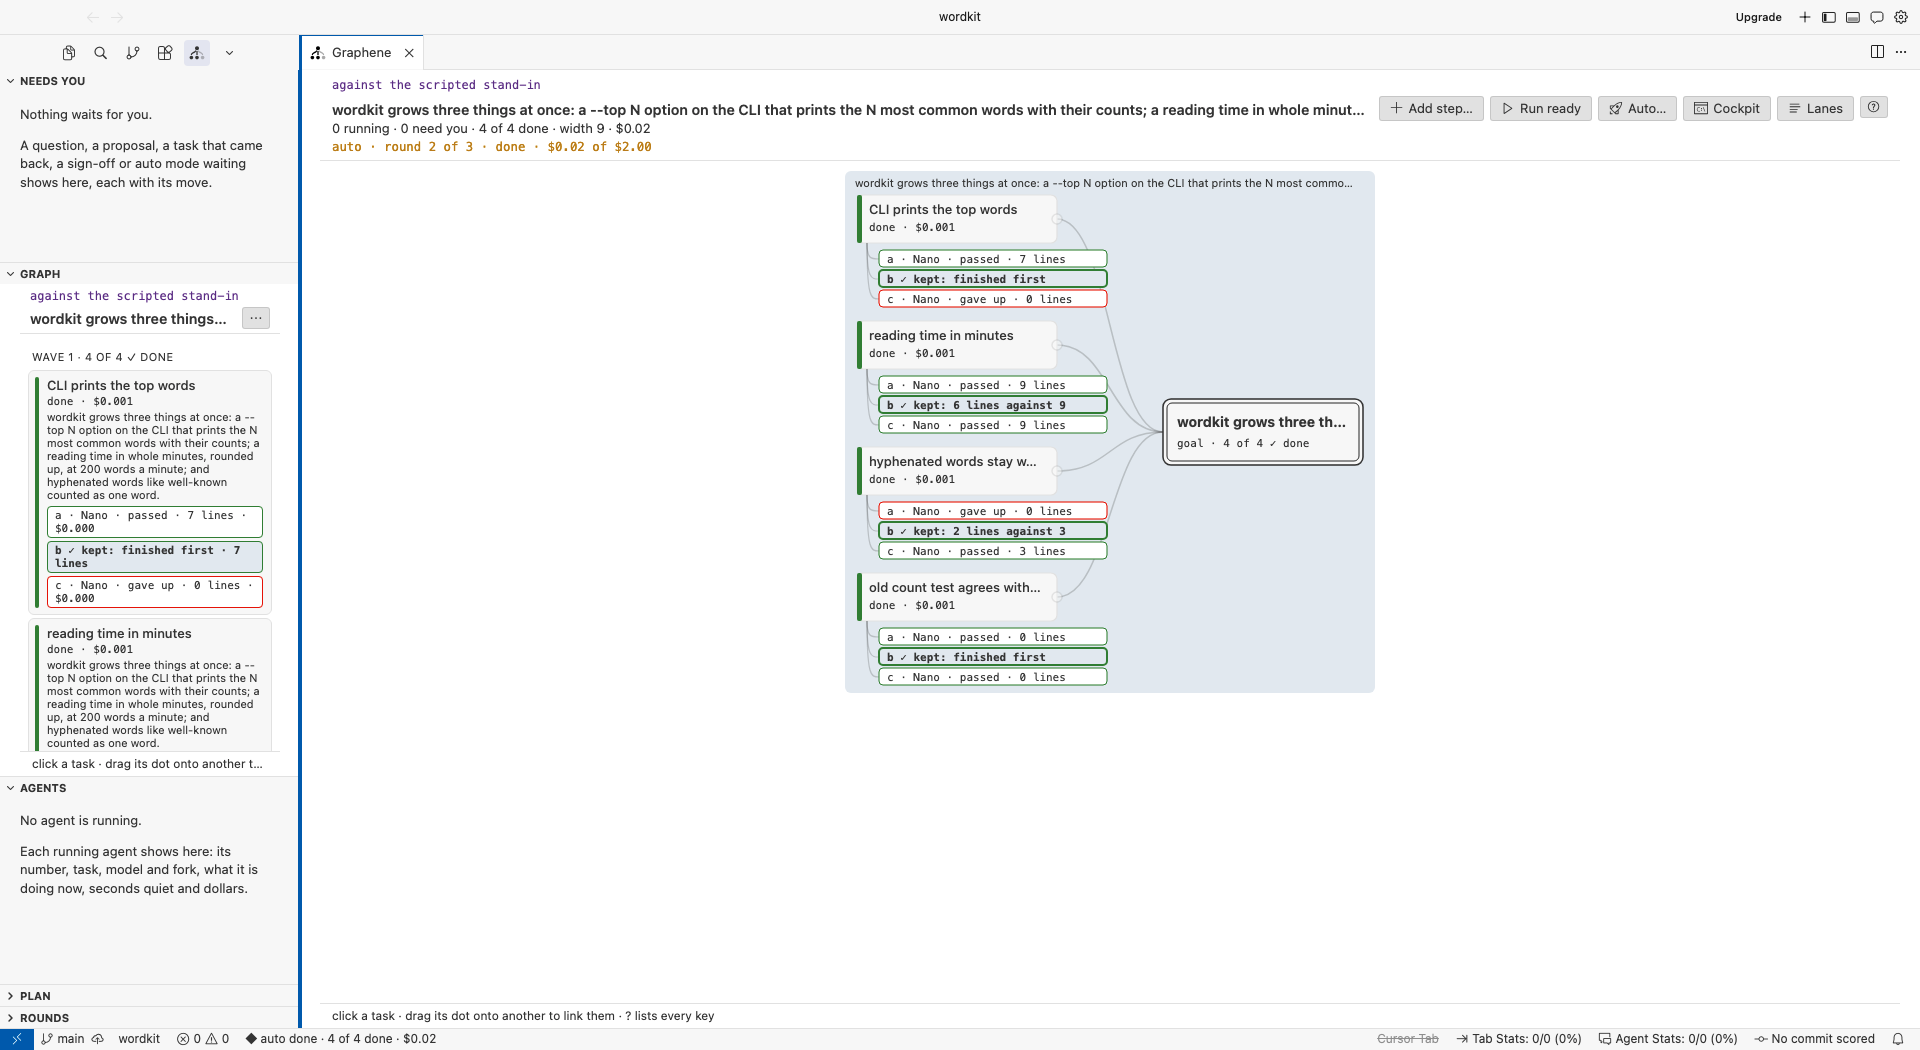 wordkit
Upgrade
Graphene
NEEDS YOU
Nothing waits for you.
A question, a proposal, a task that came
back, a sign-off or auto mode waiting
shows here, each with its move.
GRAPH
against the scripted stand-in
wordkit grows three things...
WAVE 1 · 4 OF 4 ✓ DONE
CLI prints the top words
done · $0.001
wordkit grows three things at once: a --
top N option on the CLI that prints the N
most common words with their counts; a
reading time in whole minutes, rounded
up, at 200 words a minute; and
hyphenated words like well-known
counted as one word.
a · Nano · passed · 7 lines ·
$0.000
b ✓ kept: finished first · 7
lines
c · Nano · gave up · 0 lines ·
$0.000
reading time in minutes
done · $0.001
wordkit grows three things at once: a --
top N option on the CLI that prints the N
most common words with their counts; a
reading time in whole minutes, rounded
up, at 200 words a minute; and
hyphenated words like well-known
counted as one word.
click a task · drag its dot onto another t...
AGENTS
No agent is running.
Each running agent shows here: its
number, task, model and fork, what it is
doing now, seconds quiet and dollars.
PLAN
ROUNDS
against the scripted stand-in
wordkit grows three things at once: a --top N option on the CLI that prints the N most common words with their counts; a reading time in whole minut...
Add step...
Run ready
Auto...
Cockpit
Lanes
0 running · 0 need you · 4 of 4 done · width 9 · $0.02
auto · round 2 of 3 · done · $0.02 of $2.00
wordkit grows three things at once: a --top N option on the CLI that prints the N most commo...
CLI prints the top words
done · $0.001
a · Nano · passed · 7 lines
b ✓ kept: finished first
c · Nano · gave up · 0 lines
reading time in minutes
done · $0.001
a · Nano · passed · 9 lines
b ✓ kept: 6 lines against 9
c · Nano · passed · 9 lines
hyphenated words stay w...
done · $0.001
a · Nano · gave up · 0 lines
b ✓ kept: 2 lines against 3
c · Nano · passed · 3 lines
old count test agrees with...
done · $0.001
a · Nano · passed · 0 lines
b ✓ kept: finished first
c · Nano · passed · 0 lines
wordkit grows three th...
goal · 4 of 4 ✓ done
click a task · drag its dot onto another to link them · ? lists every key
main
wordkit
0
0
auto done · 4 of 4 done · $0.02
Cursor Tab
Tab Stats: 0/0 (0%)
Agent Stats: 0/0 (0%)
No commit scored